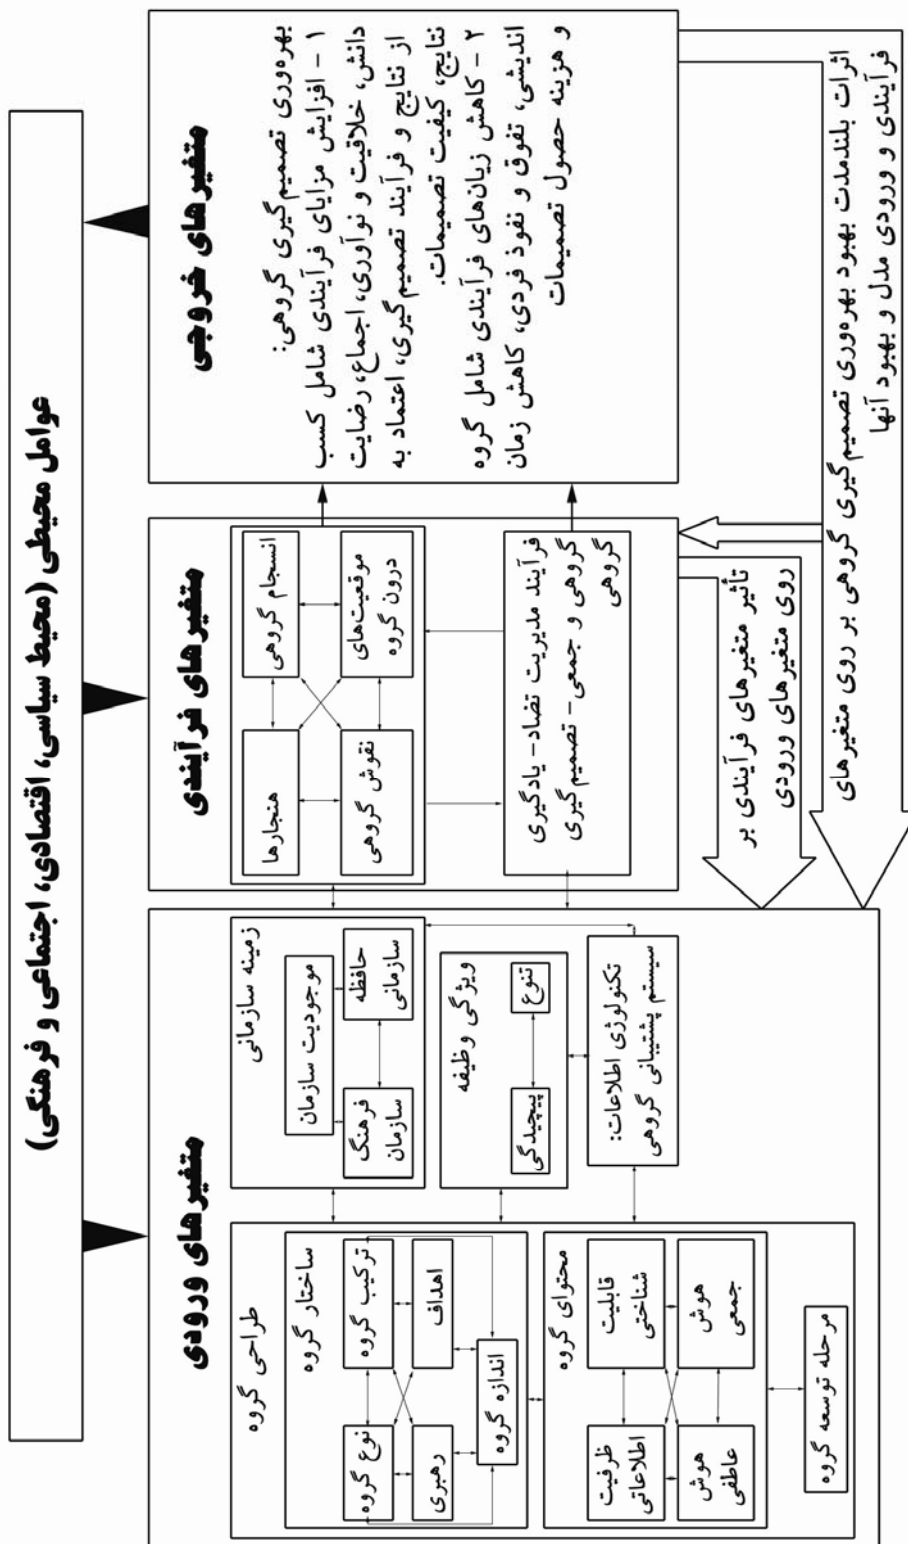 عوامل محیطی (محیط سیاسی، اقتصادی، اجتماعی و فرهنگی)
متغیرهای ورودی
طراحی گروه
ساختار گروه
نوع گروه
ترکیب گروه
رهبری
اهداف
اندازه گروه
محتوای گروه
ظرفیت
اطلاعاتی
قابلیت
شناختی
هوش
عاطفی
هوش
جمعی
مرحله توسعه گروه
زمینه سازمانی
موجودیت سازمان
فرهنگ
سازمان
حافظه
سازمانی
ویژگی وظیفه
پیچیدگی
تنوع
تکنولوژی اطلاعات:
سیستم پشتیبانی گروهی
متغیرهای فرآیندی
هنجارها
انسجام گروهی
نقوش گروهی
موقعیت‌های
درون گروه
فرآیند مدیریت تضاد- یادگیری
گروهی و جمعی- تصمیم‌گیری
گروهی
متغیرهای خروجی
بهره‌وری تصمیم‌گیری گروهی:
۱ - افزایش مزایای فرآیندی شامل کسب
دانش، خلاقیت و نوآوری، اجماع، رضایت
از نتایج و فرآیند تصمیم‌گیری، اعتماد به
نتایج، کیفیت تصمیمات.
۲ - کاهش زیان‌های فرآیندی شامل گروه
اندیشی، تفوق و نفوذ فردی، کاهش زمان
و هزینه حصول تصمیمات
تأثیر متغیرهای فرآیندی بر
روی متغیرهای ورودی
اثرات بلندمدت بهبود بهره‌وری تصمیم‌گیری گروهی بر روی متغیرهای
فرآیندی و ورودی مدل و بهبود آنها